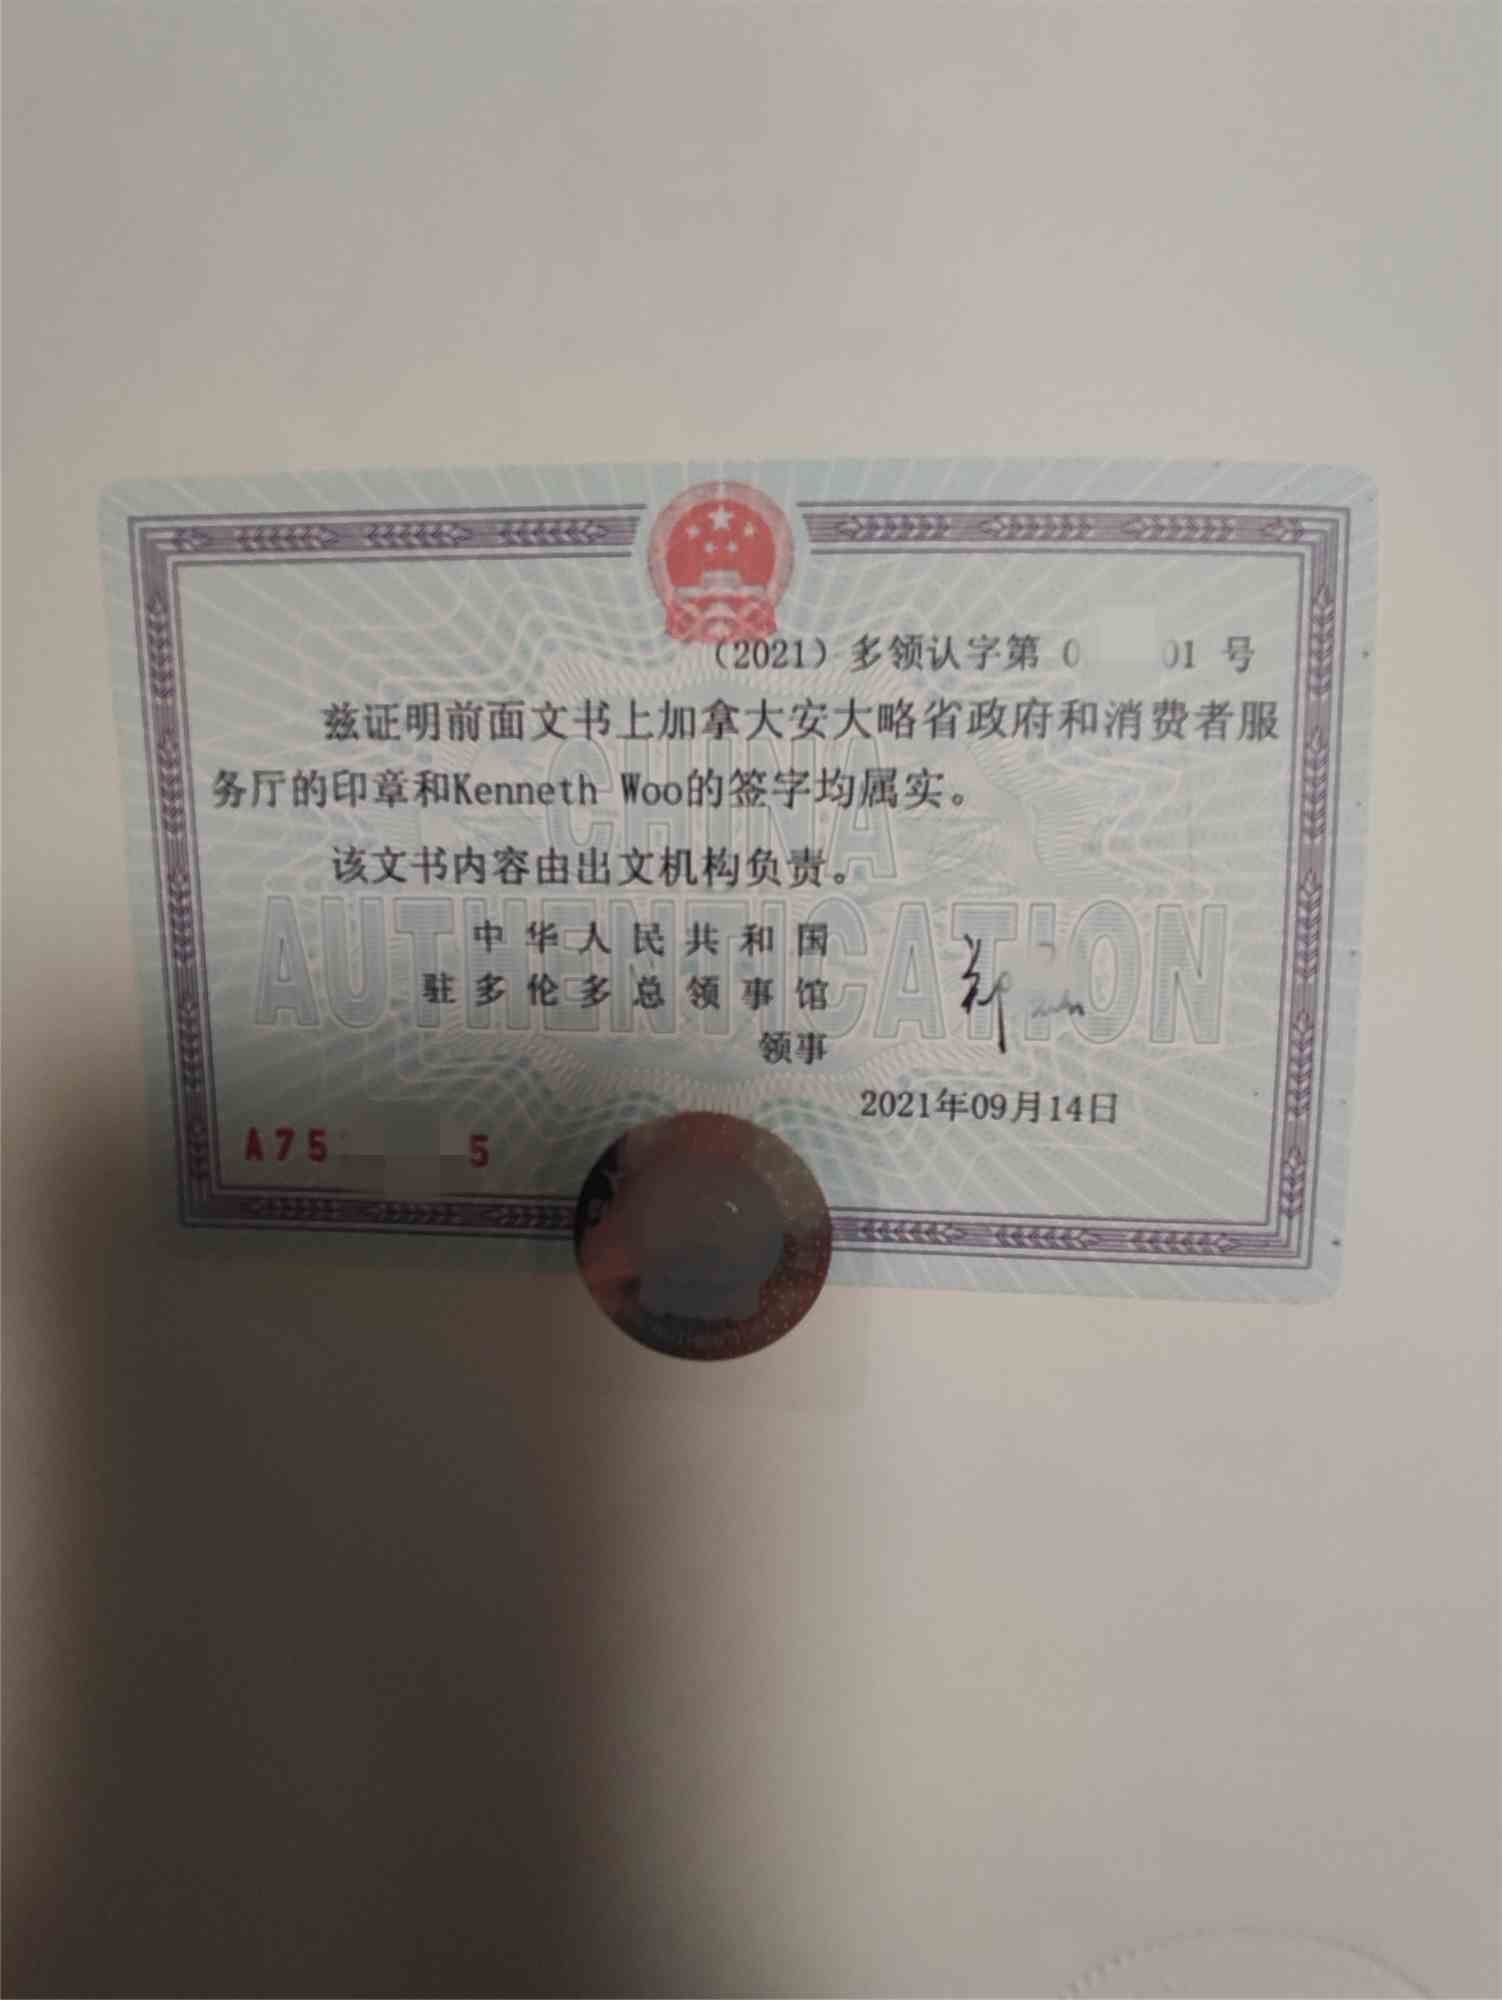 （2021）多领认字第 0 01 号
兹证明前面文书上加拿大安大略省政府和消费者服
务厅的印章和Kenneth Woo的签字均属实。
该文书内容由出文机构负责。
CHINA
AUTHENTICATION
中华人民共和国
驻多伦多总领事馆
领事
2021年09月14日
A75 5